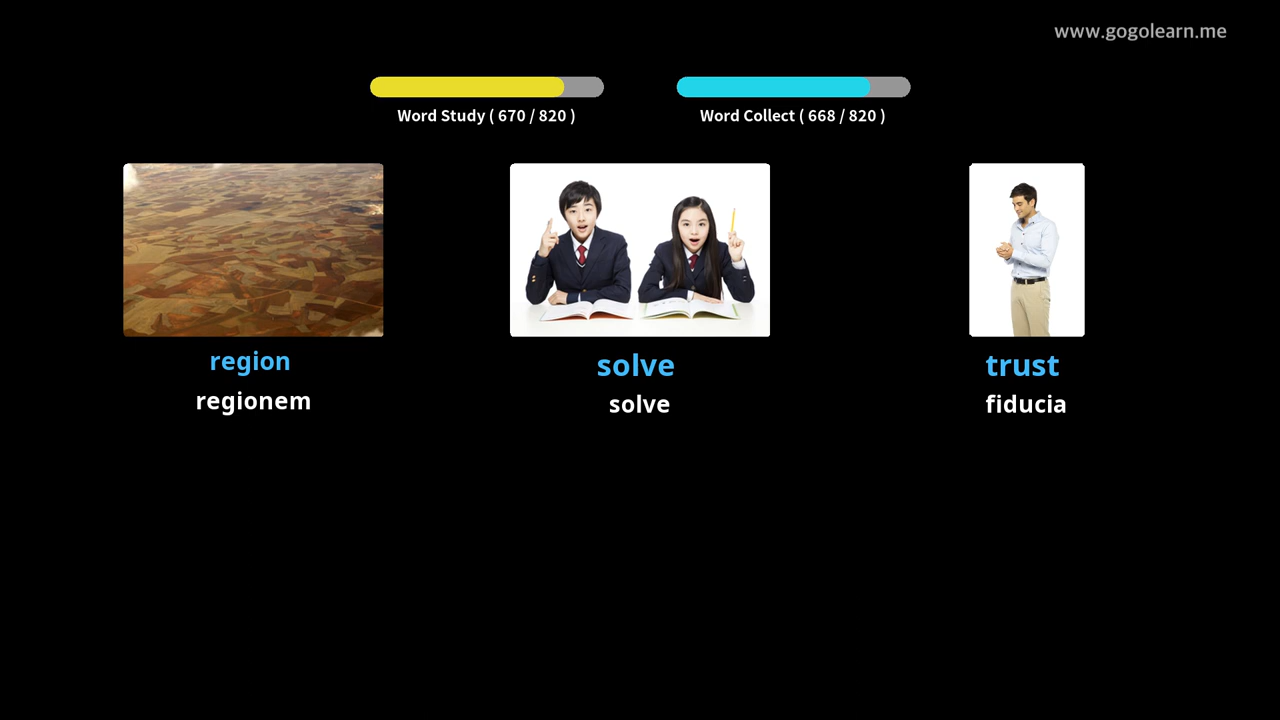 www.gogolearn.me
Word Study ( 670 / 820 )
Word Collect ( 668 / 820 )
region
regionem
solve
solve
trust
fiducia